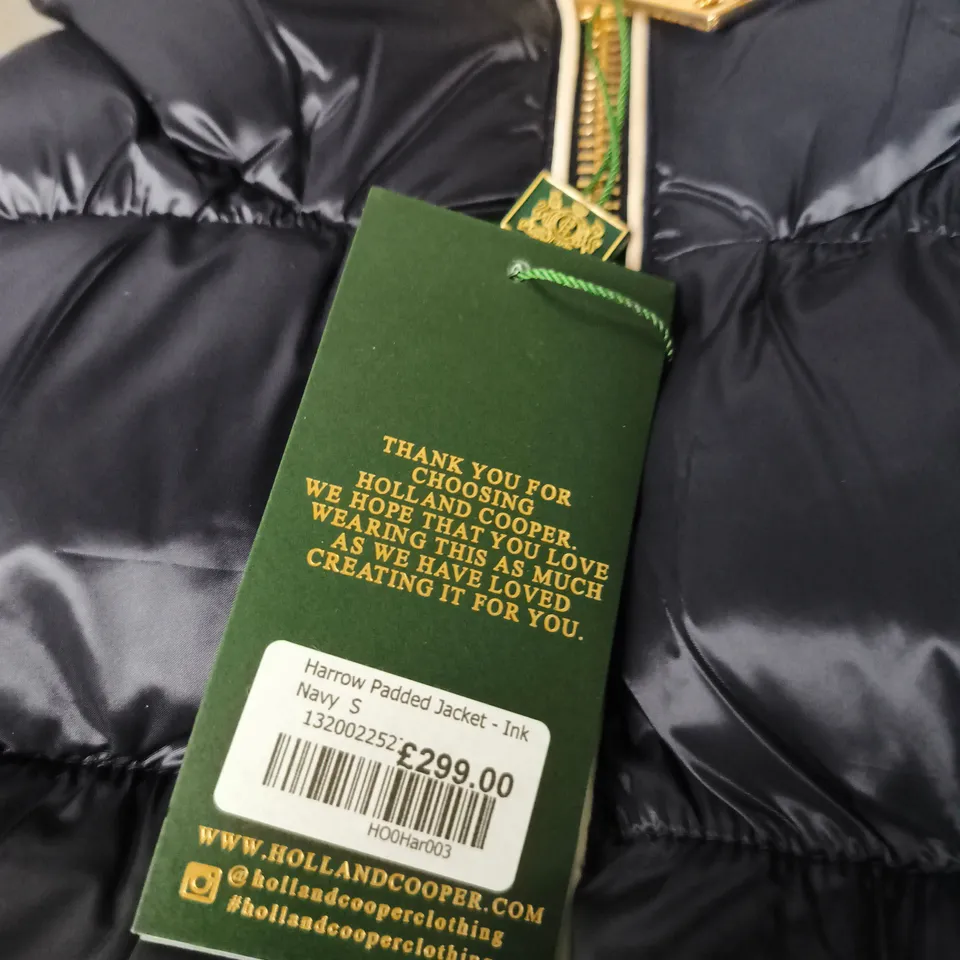 THANK YOU FOR
CHOOSING
HOLLAND COOPER.
WE HOPE THAT YOU LOVE
WEARING THIS AS MUCH
AS WE HAVE LOVED
CREATING IT FOR YOU.
Harrow Padded Jacket - Ink
Navy S
132002252
£299.00
HO0Har003
WWW.HOLLANDCOOPER.COM
@hollandcooperclothing
#hollandcooperclothing